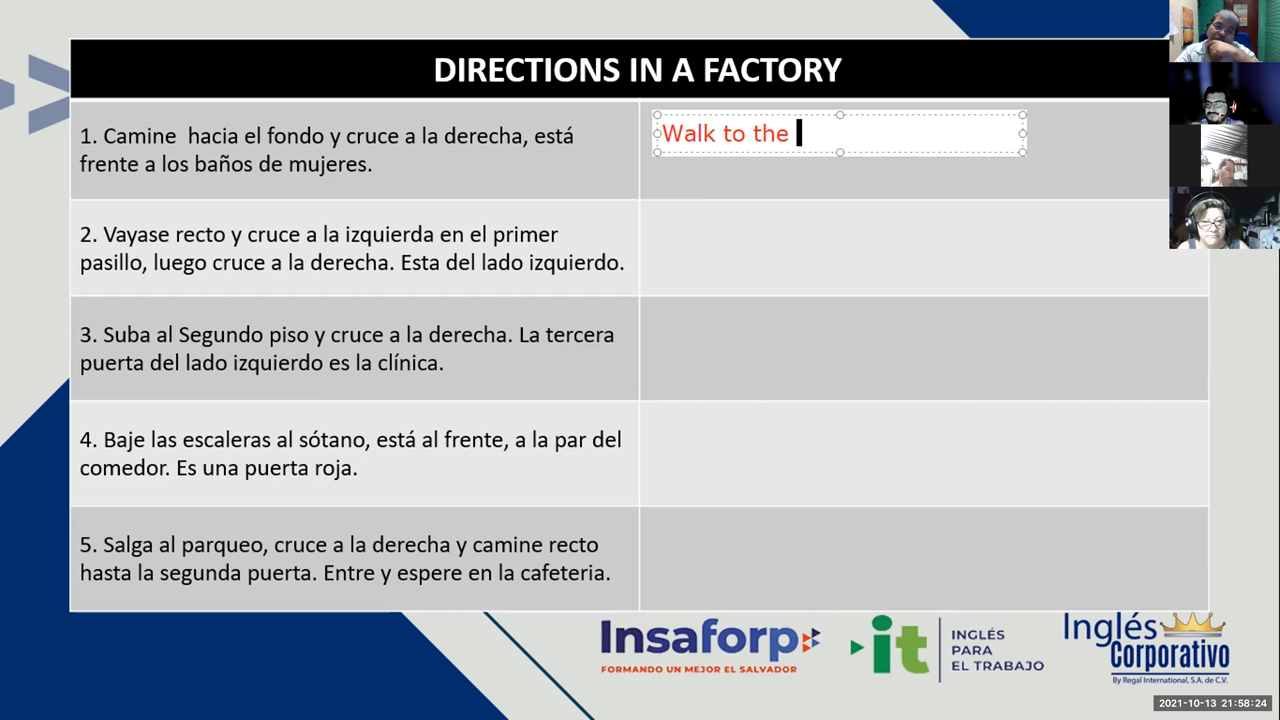 DIRECTIONS IN A FACTORY
1. Camine hacia el fondo y cruce a la derecha, está
frente a los baños de mujeres.
Walk to the
2. Vayase recto y cruce a la izquierda en el primer
pasillo, luego cruce a la derecha. Esta del lado izquierdo.
3. Suba al Segundo piso y cruce a la derecha. La tercera
puerta del lado izquierdo es la clínica.
4. Baje las escaleras al sótano, está al frente, a la par del
comedor. Es una puerta roja.
5. Salga al parqueo, cruce a la derecha y camine recto
hasta la segunda puerta. Entre y espere en la cafeteria.
Insaforp
FORMANDO UN MEJOR EL SALVADOR
it
INGLÉS
PARA
EL TRABAJO
Inglés
Corporativo
By Regal International, S.A. de C.V.
2021-10-13 21:58:24